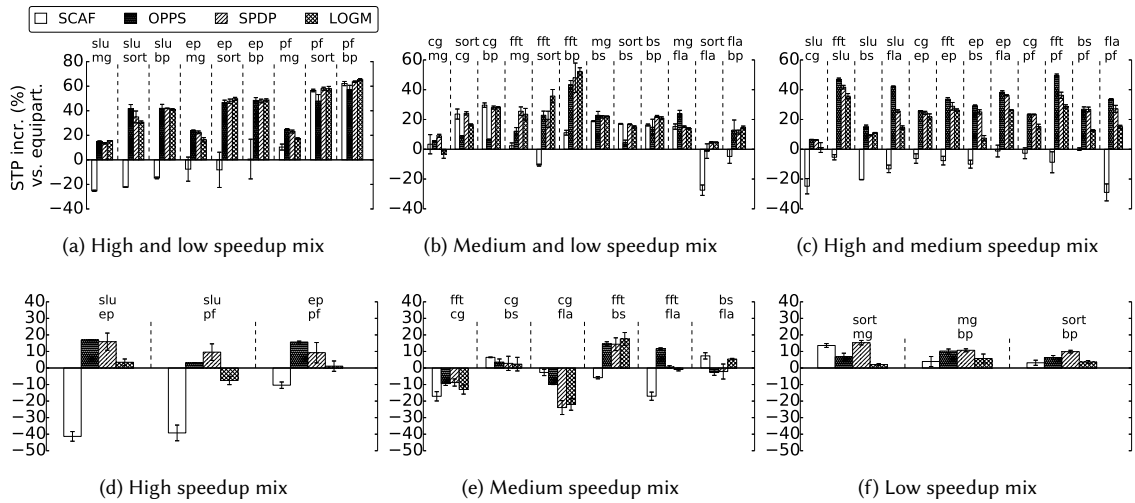 SCAF OPPS SPDP LOGM
STP incr. (%)
vs. equipart.
80
60
40
20
0
−20
−40
slu slu slu ep ep ep pf pf pf
mg sort bp mg sort bp mg sort bp
(a) High and low speedup mix
60
40
20
0
−20
−40
cg sort cg fft fft fft mg sort bs mg sort fla
mg cg bp mg sort bp bs bs bp fla fla bp
(b) Medium and low speedup mix
60
40
20
0
−20
−40
slu fft slu slu cg fft ep ep cg fft bs fla
cg slu bs fla ep ep bs fla pf pf pf pf
(c) High and medium speedup mix
40
30
20
10
0
−10
−20
−30
−40
−50
slu slu ep
ep pf pf
(d) High speedup mix
40
30
20
10
0
−10
−20
−30
−40
−50
fft cg cg fft fft bs
cg bs fla bs fla fla
(e) Medium speedup mix
40
30
20
10
0
−10
−20
−30
−40
−50
sort mg sort
mg bp bp
(f) Low speedup mix